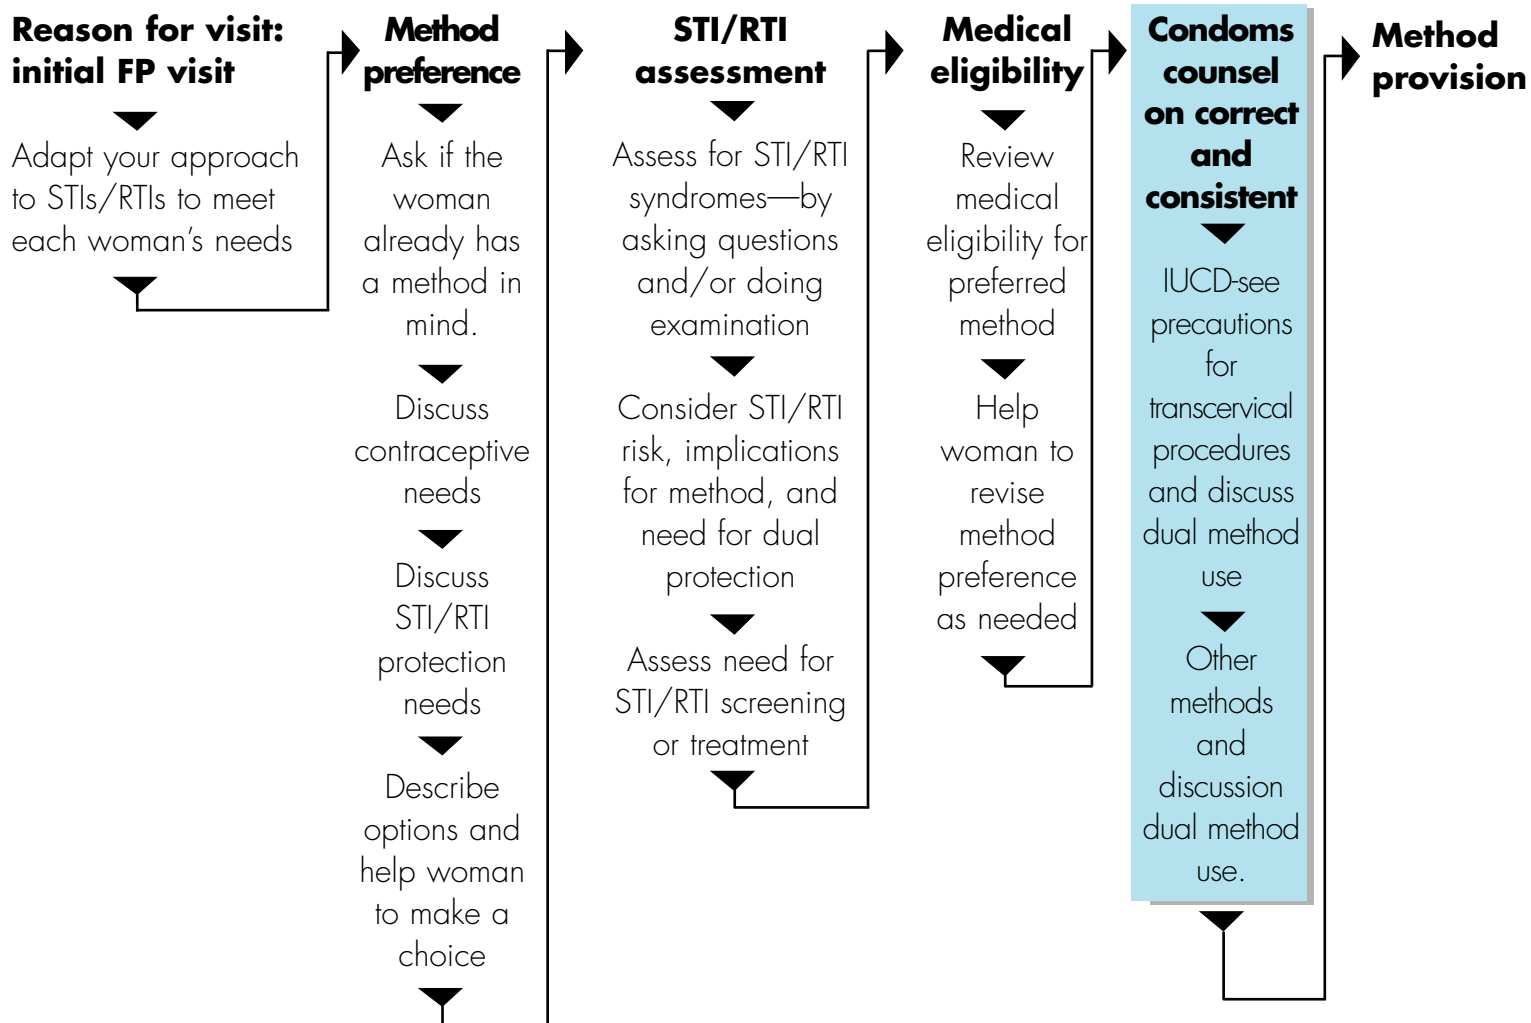 Reason for visit:
initial FP visit
Adapt your approach
to STIs/RTIs to meet
each woman's needs
Method
preference
Ask if the
woman
already has
a method in
mind.
Discuss
contraceptive
needs
Discuss
STI/RTI
protection
needs
Describe
options and
help woman
to make a
choice
STI/RTI
assessment
Assess for STI/RTI
syndromes—by
asking questions
and/or doing
examination
Consider STI/RTI
risk, implications
for method, and
need for dual
protection
Assess need for
STI/RTI screening
or treatment
Medical
eligibility
Review
medical
eligibility for
preferred
method
Help
woman to
revise
method
preference
as needed
Condoms
counsel
on correct
and
consistent
IUCD-see
precautions
for
transcervical
procedures
and discuss
dual method
use
Other
methods
and
discussion
dual method
use.
Method
provision